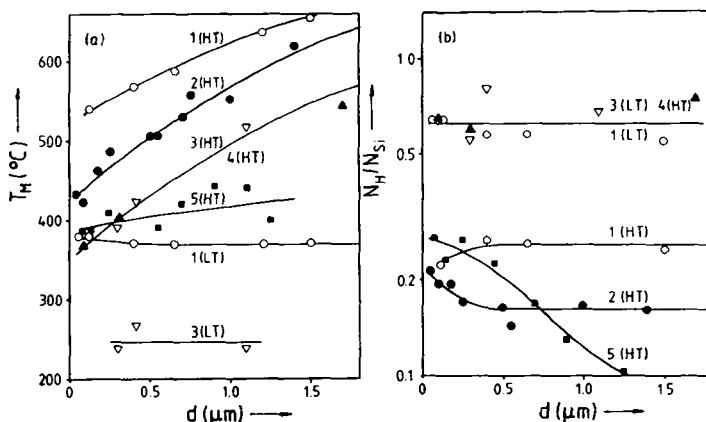 (a)
1(HT)
2(HT)
3(HT)
4(HT)
5(HT)
1(LT)
3(LT)
600
500
400
300
200
T_M (°C)
0 0.5 1.0 1.5
d (μm)
(b)
3(LT) 4(HT)
1(LT)
1(HT)
2(HT)
5(HT)
1.0
0.5
0.2
0.1
N_H/N_Si
0 0.5 1.0 1.5
d (μm)